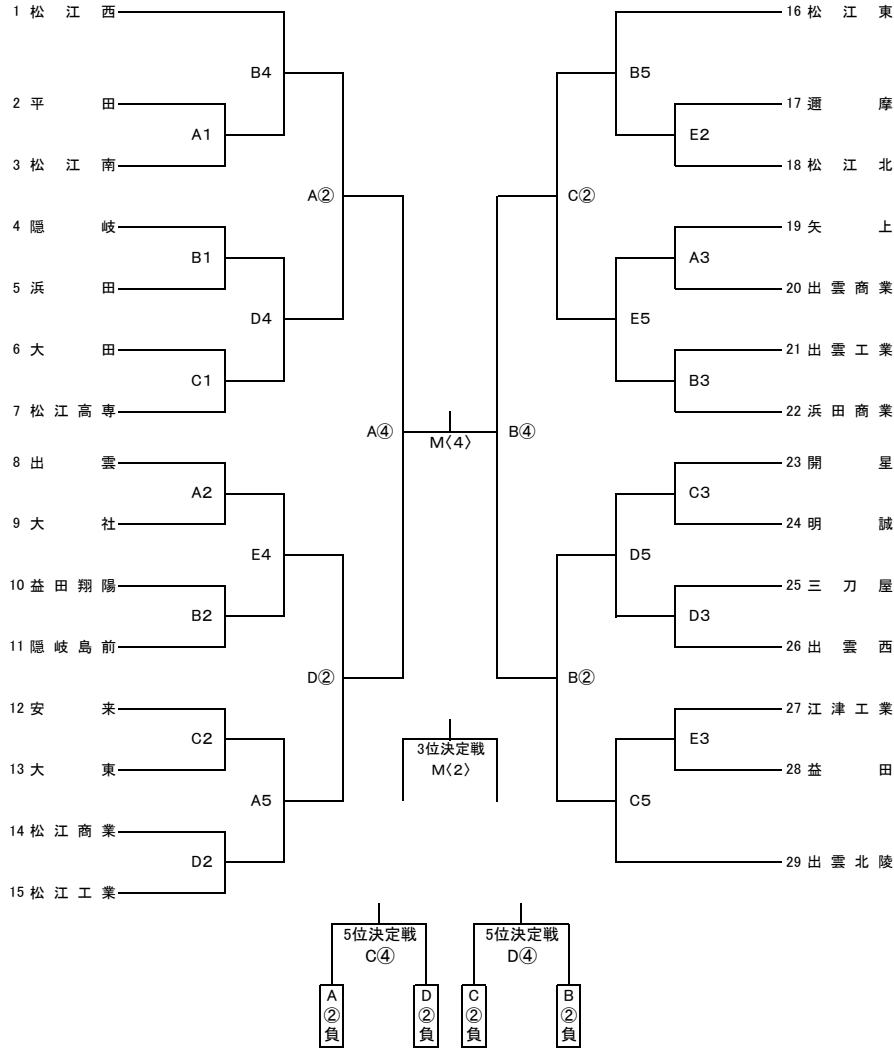 1 松江西
B4
2 平田
A1
3 松江南
A②
4 隠岐
B1
5 浜田
D4
6 大田
C1
7 松江高専
A④
8 出雲
A2
9 大社
E4
10 益田翔陽
B2
11 隠岐島前
D②
12 安来
C2
13 大東
A5
14 松江商業
D2
15 松江工業
M〈4〉
3位決定戦
M〈2〉
16 松江東
B5
17 邇摩
E2
18 松江北
C②
19 矢上
A3
20 出雲商業
E5
21 出雲工業
B3
22 浜田商業
B④
23 開星
C3
24 明誠
D5
25 三刀屋
D3
26 出雲西
B②
27 江津工業
E3
28 益田
C5
29 出雲北陵
5位決定戦
C④
A②負
D②負
5位決定戦
D④
C②負
B②負